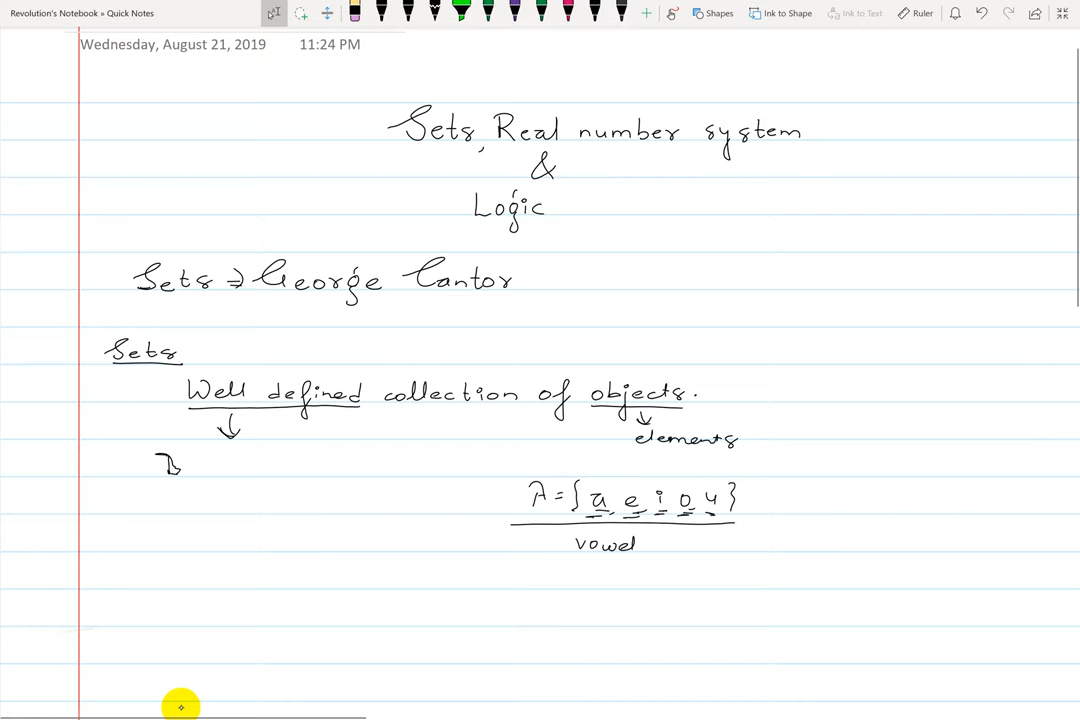 Revolution's Notebook » Quick Notes
Shapes
Ink to Shape
Ink to Text
Ruler
Wednesday, August 21, 2019 11:24 PM
Sets, Real number system
&
Logic
Sets ⇒ George Cantor
Sets
Well defined collection of objects.
elements
A = { a, e i o u }
vowel